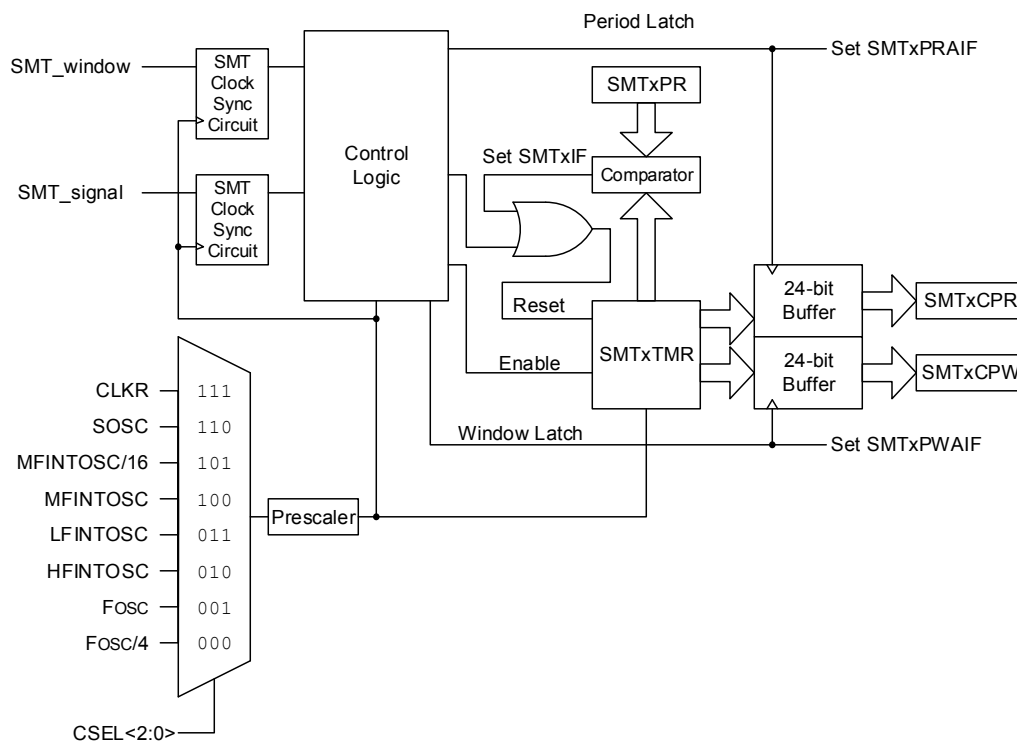 Period Latch
Set SMTxPRAIF
SMT_window
SMT
Clock
Sync
Circuit
Control
Logic
SMTxPR
Set SMTxIF
Comparator
SMT_signal
SMT
Clock
Sync
Circuit
Reset
SMTxTMR
24-bit
Buffer
SMTxCPR
Enable
24-bit
Buffer
SMTxCPW
Window Latch
Set SMTxPWAIF
CLKR 111
SOSC 110
MFINTOSC/16 101
MFINTOSC 100
LFINTOSC 011
HFINTOSC 010
FOSC 001
FOSC/4 000
Prescaler
CSEL<2:0>